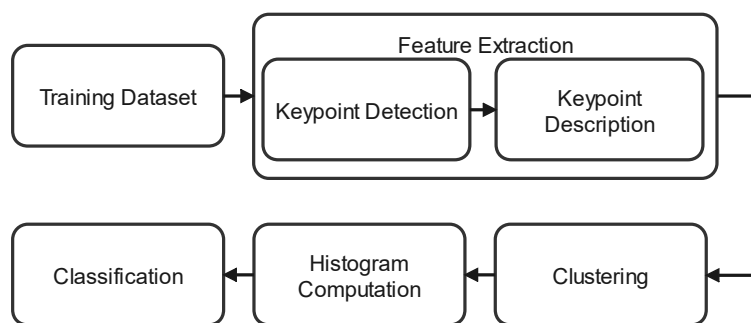 Training Dataset
Feature Extraction
Keypoint Detection
Keypoint
Description
Clustering
Histogram
Computation
Classification